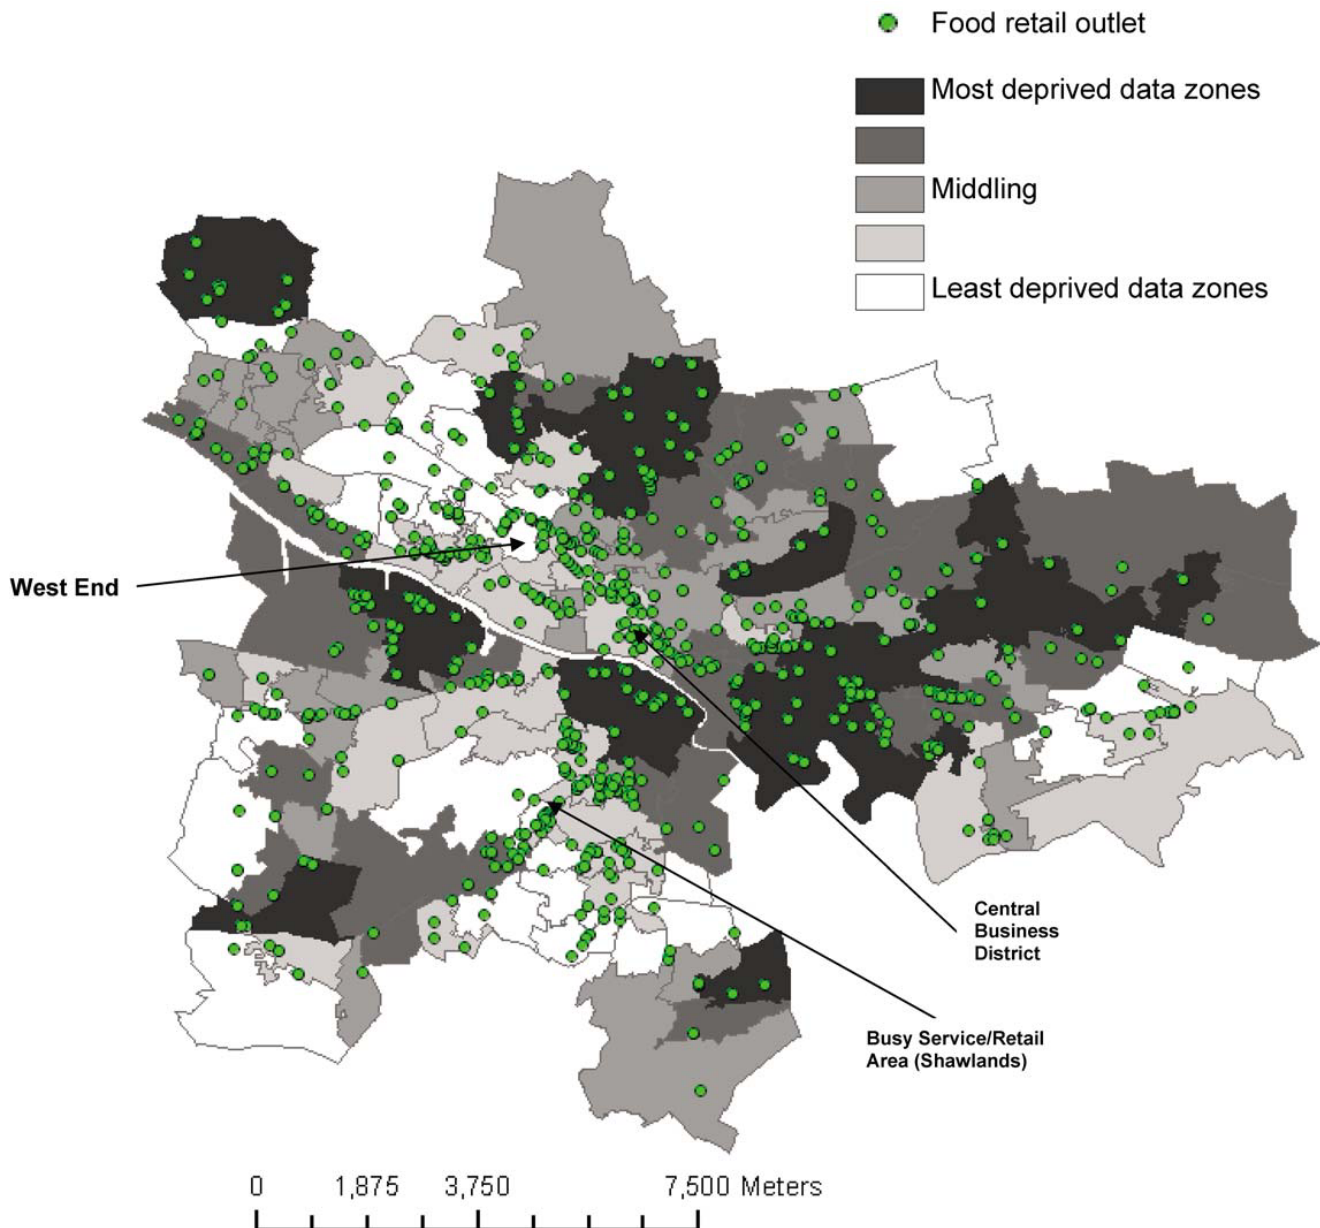 Food retail outlet
Most deprived data zones
Middling
Least deprived data zones
West End
Central
Business
District
Busy Service/Retail
Area (Shawlands)
0 1,875 3,750 7,500 Meters